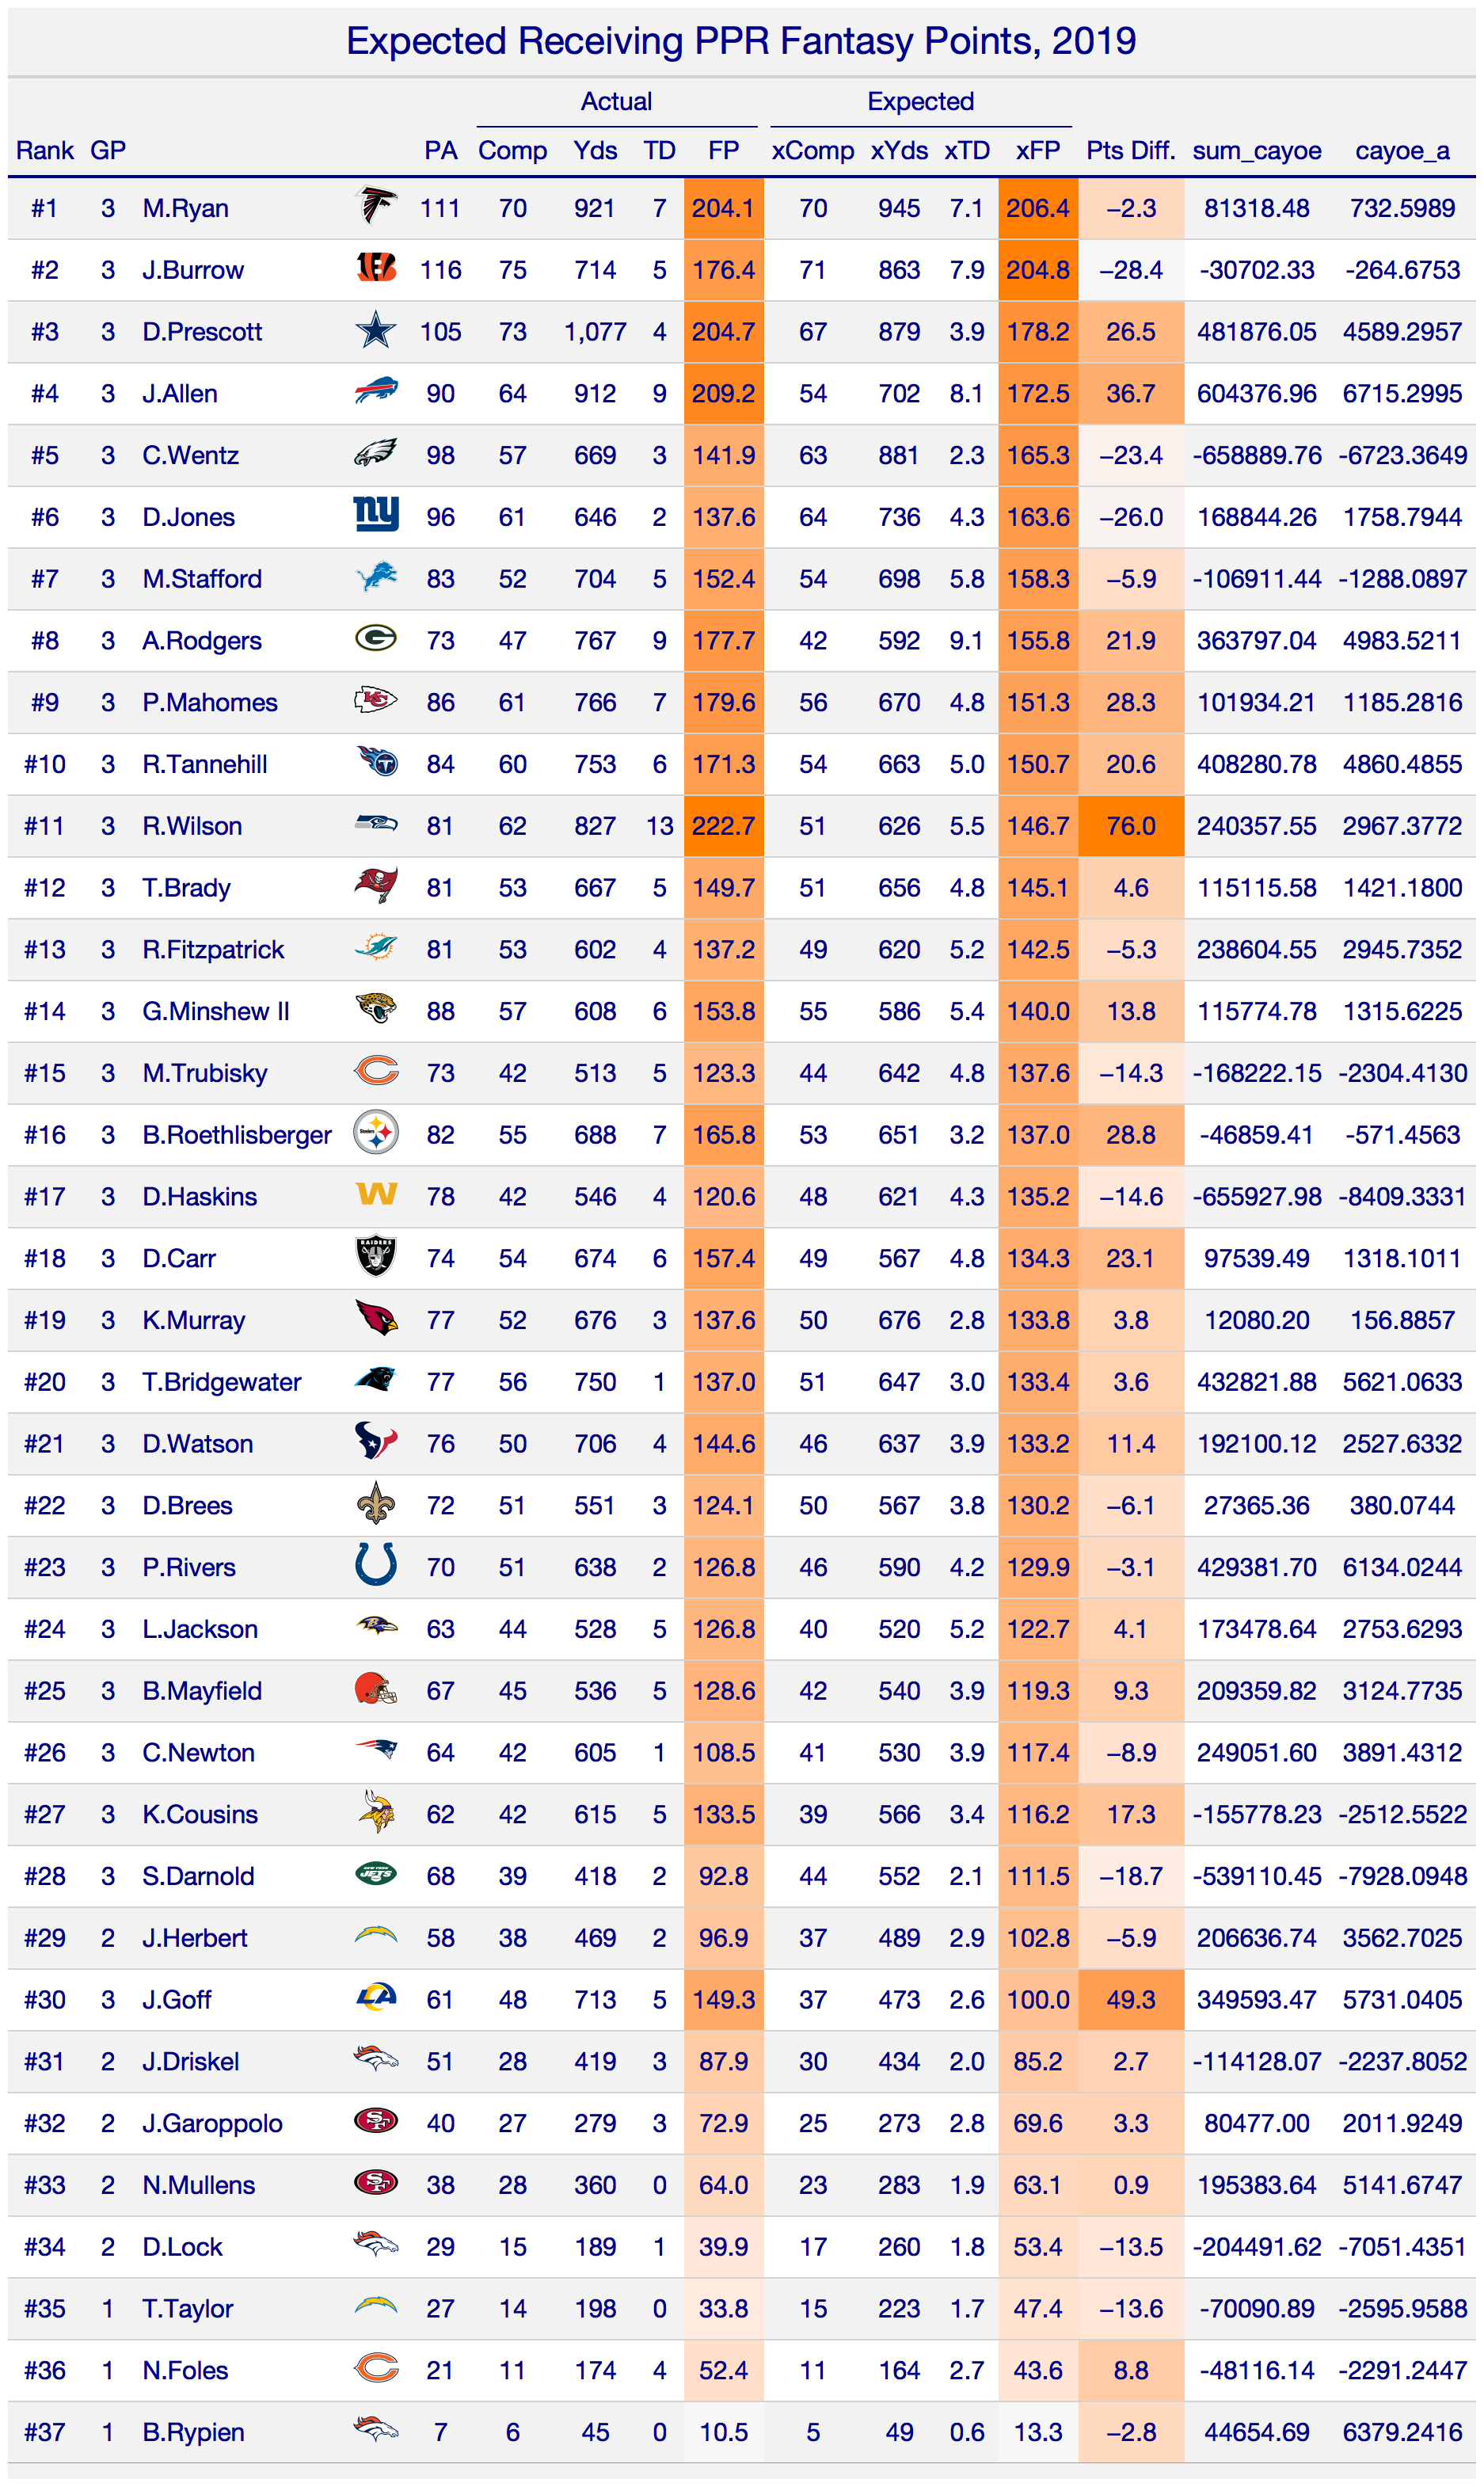 Expected Receiving PPR Fantasy Points, 2019
Actual Expected
Rank GP PA Comp Yds TD FP xComp xYds xTD xFP Pts Diff. sum_cayoe cayoe_a
#1 3 M.Ryan 111 70 921 7 204.1 70 945 7.1 206.4 −2.3 81318.48 732.5989
#2 3 J.Burrow 116 75 714 5 176.4 71 863 7.9 204.8 −28.4 -30702.33 -264.6753
#3 3 D.Prescott 105 73 1,077 4 204.7 67 879 3.9 178.2 26.5 481876.05 4589.2957
#4 3 J.Allen 90 64 912 9 209.2 54 702 8.1 172.5 36.7 604376.96 6715.2995
#5 3 C.Wentz 98 57 669 3 141.9 63 881 2.3 165.3 −23.4 -658889.76 -6723.3649
#6 3 D.Jones ny 96 61 646 2 137.6 64 736 4.3 163.6 −26.0 168844.26 1758.7944
#7 3 M.Stafford 83 52 704 5 152.4 54 698 5.8 158.3 −5.9 -106911.44 -1288.0897
#8 3 A.Rodgers G 73 47 767 9 177.7 42 592 9.1 155.8 21.9 363797.04 4983.5211
#9 3 P.Mahomes KC 86 61 766 7 179.6 56 670 4.8 151.3 28.3 101934.21 1185.2816
#10 3 R.Tannehill T 84 60 753 6 171.3 54 663 5.0 150.7 20.6 408280.78 4860.4855
#11 3 R.Wilson 81 62 827 13 222.7 51 626 5.5 146.7 76.0 240357.55 2967.3772
#12 3 T.Brady 81 53 667 5 149.7 51 656 4.8 145.1 4.6 115115.58 1421.1800
#13 3 R.Fitzpatrick 81 53 602 4 137.2 49 620 5.2 142.5 −5.3 238604.55 2945.7352
#14 3 G.Minshew II 88 57 608 6 153.8 55 586 5.4 140.0 13.8 115774.78 1315.6225
#15 3 M.Trubisky C 73 42 513 5 123.3 44 642 4.8 137.6 −14.3 -168222.15 -2304.4130
#16 3 B.Roethlisberger Steelers 82 55 688 7 165.8 53 651 3.2 137.0 28.8 -46859.41 -571.4563
#17 3 D.Haskins W 78 42 546 4 120.6 48 621 4.3 135.2 −14.6 -655927.98 -8409.3331
#18 3 D.Carr RAIDERS 74 54 674 6 157.4 49 567 4.8 134.3 23.1 97539.49 1318.1011
#19 3 K.Murray 77 52 676 3 137.6 50 676 2.8 133.8 3.8 12080.20 156.8857
#20 3 T.Bridgewater 77 56 750 1 137.0 51 647 3.0 133.4 3.6 432821.88 5621.0633
#21 3 D.Watson 76 50 706 4 144.6 46 637 3.9 133.2 11.4 192100.12 2527.6332
#22 3 D.Brees 72 51 551 3 124.1 50 567 3.8 130.2 −6.1 27365.36 380.0744
#23 3 P.Rivers 70 51 638 2 126.8 46 590 4.2 129.9 −3.1 429381.70 6134.0244
#24 3 L.Jackson 63 44 528 5 126.8 40 520 5.2 122.7 4.1 173478.64 2753.6293
#25 3 B.Mayfield 67 45 536 5 128.6 42 540 3.9 119.3 9.3 209359.82 3124.7735
#26 3 C.Newton 64 42 605 1 108.5 41 530 3.9 117.4 −8.9 249051.60 3891.4312
#27 3 K.Cousins 62 42 615 5 133.5 39 566 3.4 116.2 17.3 -155778.23 -2512.5522
#28 3 S.Darnold NEW YORK JETS 68 39 418 2 92.8 44 552 2.1 111.5 −18.7 -539110.45 -7928.0948
#29 2 J.Herbert 58 38 469 2 96.9 37 489 2.9 102.8 −5.9 206636.74 3562.7025
#30 3 J.Goff LA 61 48 713 5 149.3 37 473 2.6 100.0 49.3 349593.47 5731.0405
#31 2 J.Driskel 51 28 419 3 87.9 30 434 2.0 85.2 2.7 -114128.07 -2237.8052
#32 2 J.Garoppolo SF 40 27 279 3 72.9 25 273 2.8 69.6 3.3 80477.00 2011.9249
#33 2 N.Mullens SF 38 28 360 0 64.0 23 283 1.9 63.1 0.9 195383.64 5141.6747
#34 2 D.Lock 29 15 189 1 39.9 17 260 1.8 53.4 −13.5 -204491.62 -7051.4351
#35 1 T.Taylor 27 14 198 0 33.8 15 223 1.7 47.4 −13.6 -70090.89 -2595.9588
#36 1 N.Foles C 21 11 174 4 52.4 11 164 2.7 43.6 8.8 -48116.14 -2291.2447
#37 1 B.Rypien 7 6 45 0 10.5 5 49 0.6 13.3 −2.8 44654.69 6379.2416